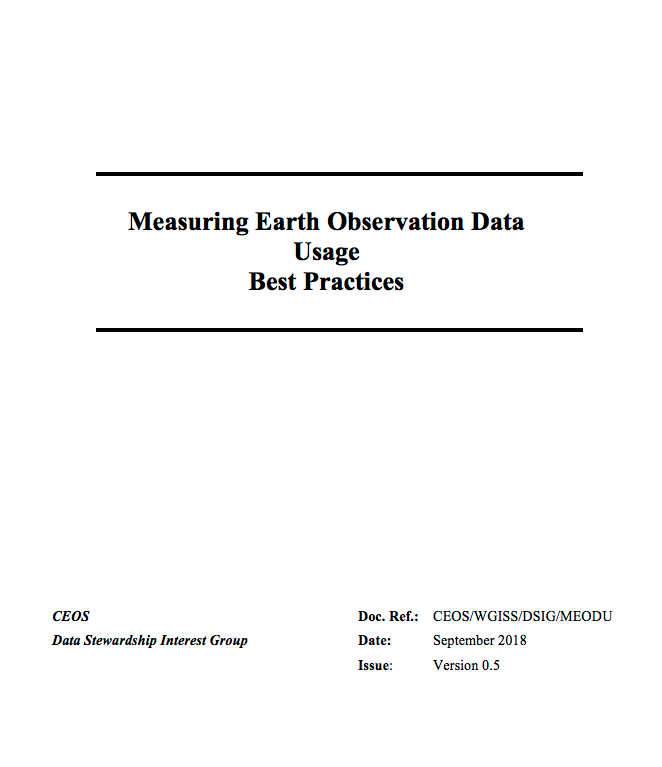 Measuring Earth Observation Data
Usage
Best Practices
CEOS
Data Stewardship Interest Group
Doc. Ref.: CEOS/WGISS/DSIG/MEODU
Date: September 2018
Issue: Version 0.5